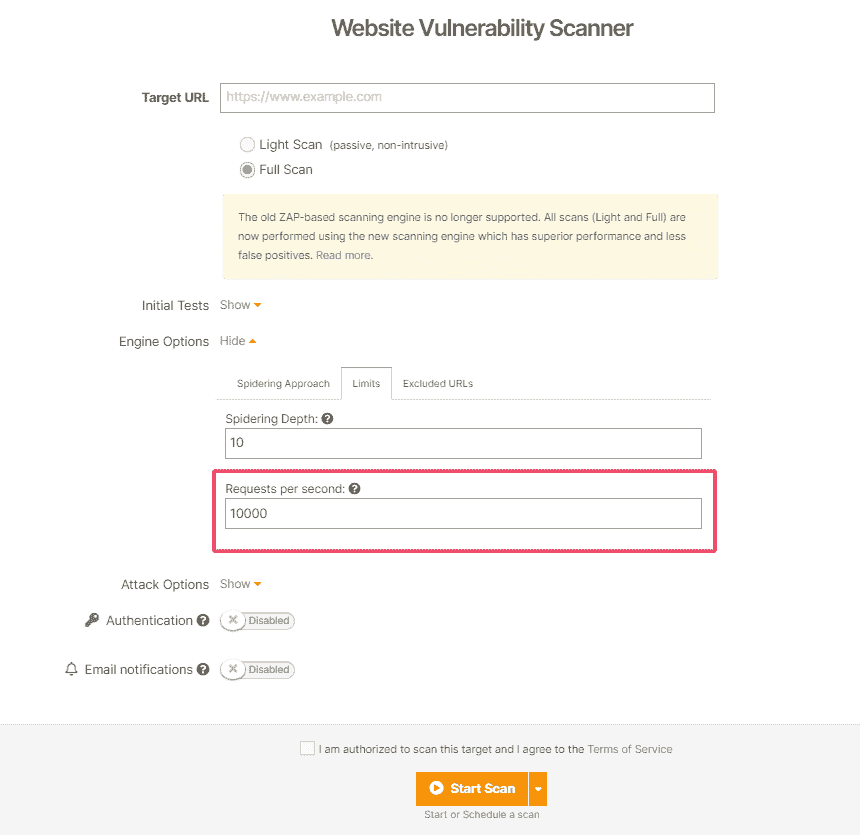 Website Vulnerability Scanner
Target URL
https://www.example.com
Light Scan (passive, non-intrusive)
Full Scan
The old ZAP-based scanning engine is no longer supported. All scans (Light and Full) are
now performed using the new scanning engine which has superior performance and less
false positives. Read more.
Initial Tests Show
Engine Options Hide
Spidering Approach Limits Excluded URLs
Spidering Depth:
10
Requests per second:
10000
Attack Options Show
Authentication Disabled
Email notifications Disabled
I am authorized to scan this target and I agree to the Terms of Service
Start Scan
Start or Schedule a scan